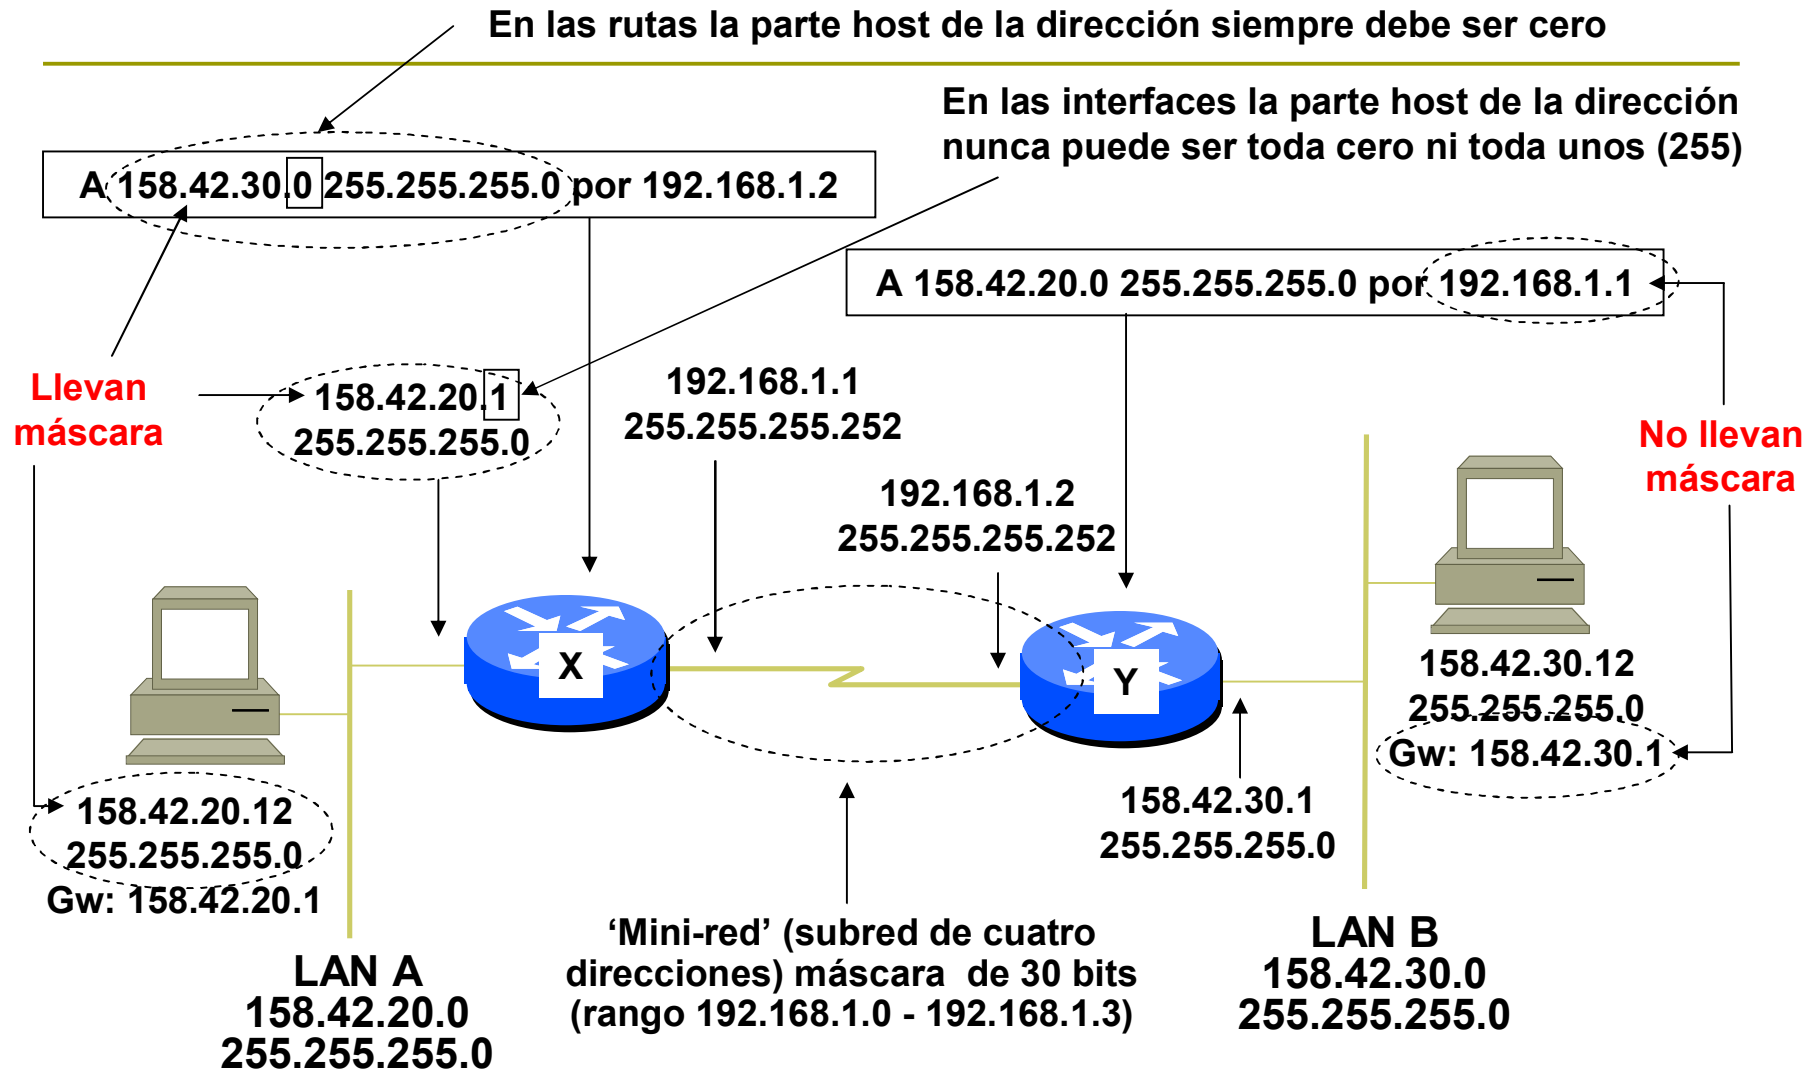 En las rutas la parte host de la dirección siempre debe ser cero
En las interfaces la parte host de la dirección
nunca puede ser toda cero ni toda unos (255)
A 158.42.30.0 255.255.255.0 por 192.168.1.2
A 158.42.20.0 255.255.255.0 por 192.168.1.1
Llevan
máscara
158.42.20.1
255.255.255.0
192.168.1.1
255.255.255.252
192.168.1.2
255.255.255.252
No llevan
máscara
X
Y
158.42.30.12
255.255.255.0
Gw: 158.42.30.1
158.42.20.12
255.255.255.0
Gw: 158.42.20.1
158.42.30.1
255.255.255.0
‘Mini-red’ (subred de cuatro
direcciones) máscara de 30 bits
(rango 192.168.1.0 - 192.168.1.3)
LAN A
158.42.20.0
255.255.255.0
LAN B
158.42.30.0
255.255.255.0